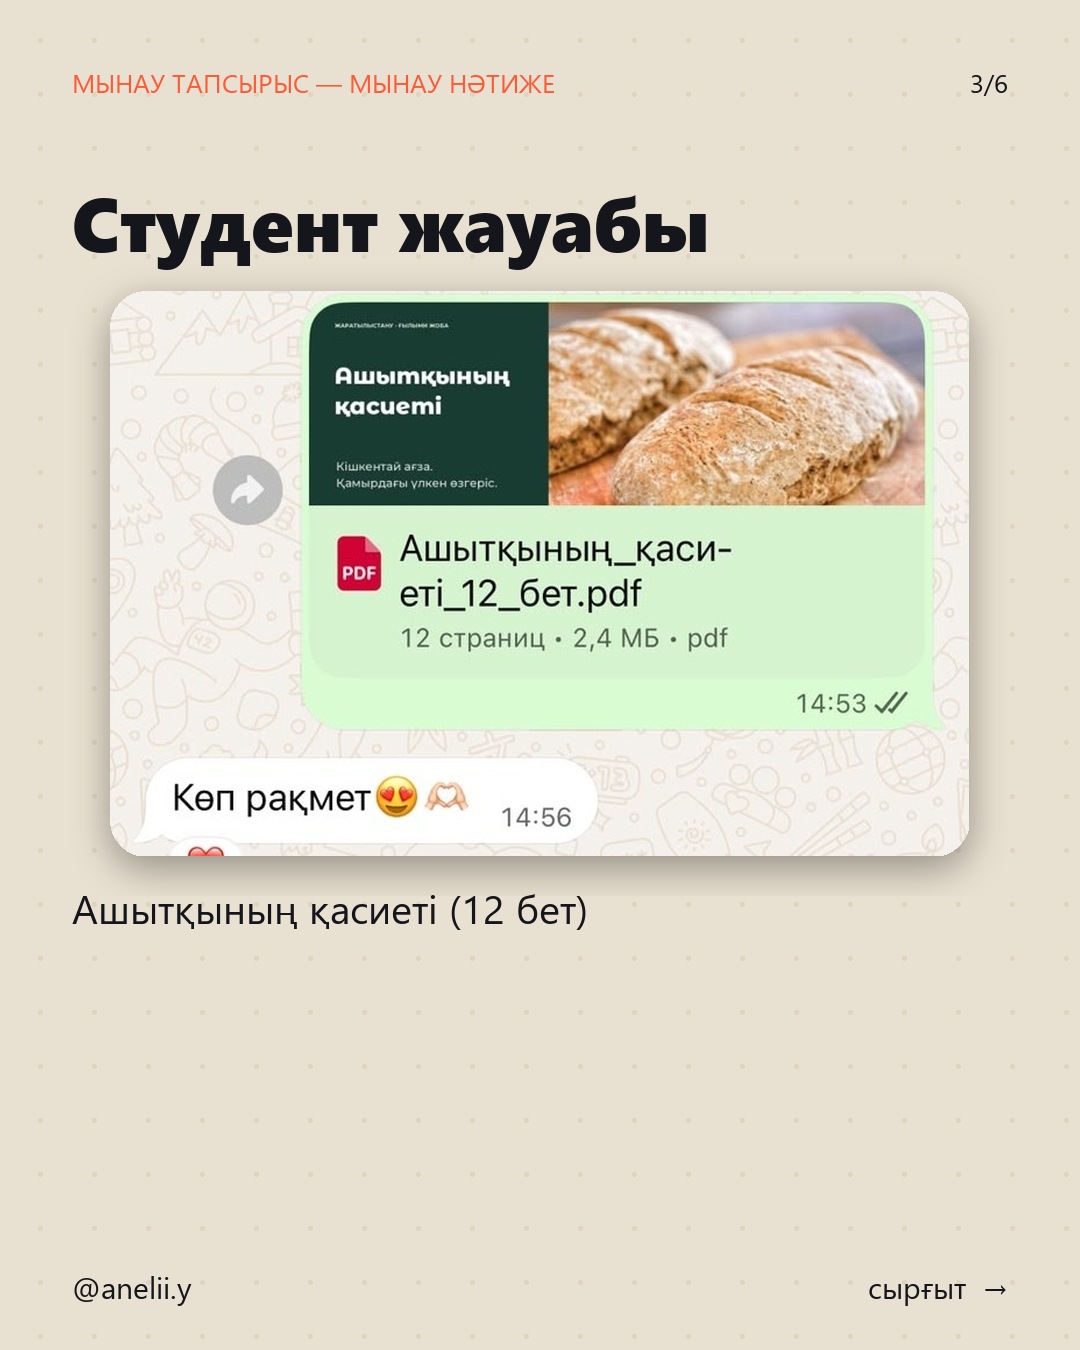 МЫНАУ ТАПСЫРЫС — МЫНАУ НӘТИЖЕ
3/6
Студент жауабы
ЖАРАТЫЛЫСТАНУ · ҒЫЛЫМИ ЖОБА
Ашытқының
қасиеті
Кішкентай ағза.
Қамырдағы үлкен өзгеріс.
PDF
Ашытқының_қаси-
еті_12_бет.pdf
12 страниц • 2,4 МБ • pdf
14:53
Көп рақмет😍🫶🏻
14:56
Ашытқының қасиеті (12 бет)
@anelii.y
сырғыт →